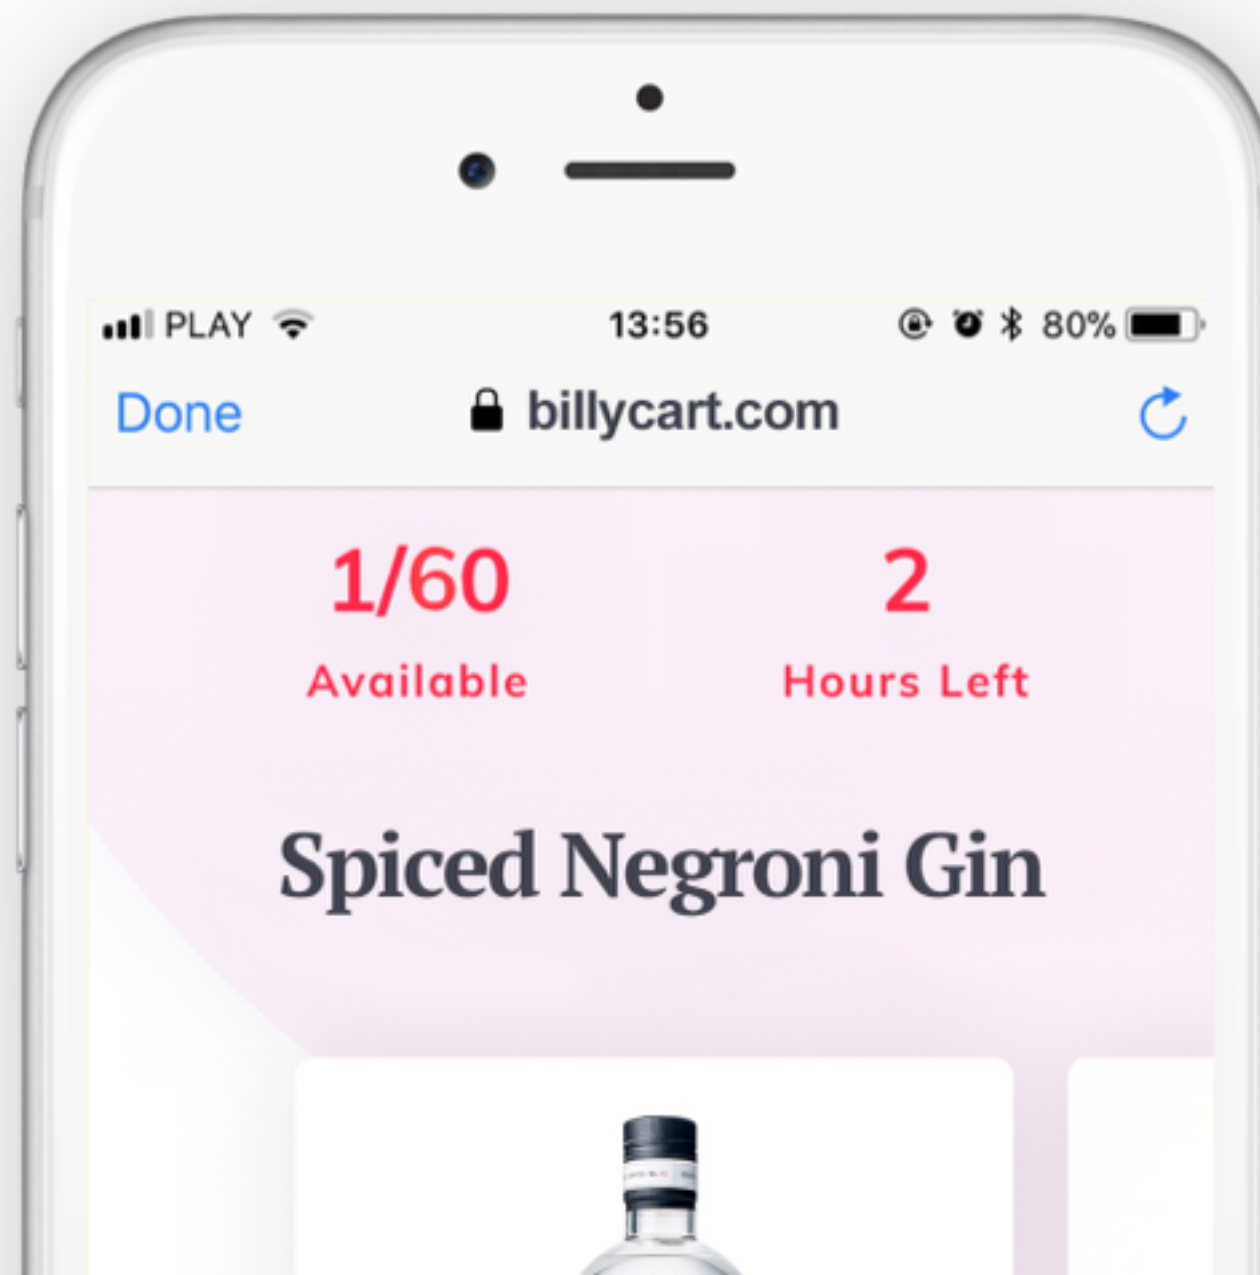 PLAY 13:56 80%
Done billycart.com
1/60 2
Available Hours Left
Spiced Negroni Gin